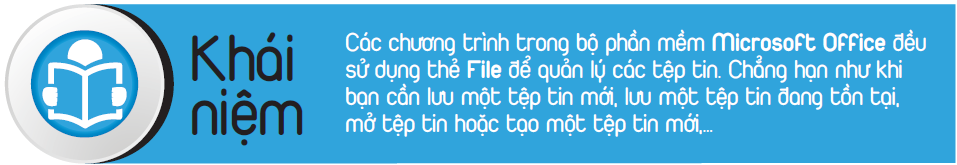 Khái
niệm
Các chương trình trong bộ phần mềm Microsoft Office đều
sử dụng thẻ File để quản lý các tệp tin. Chẳng hạn như khi
bạn cần lưu một tệp tin mới, lưu một tệp tin đang tồn tại,
mở tệp tin hoặc tạo một tệp tin mới,...